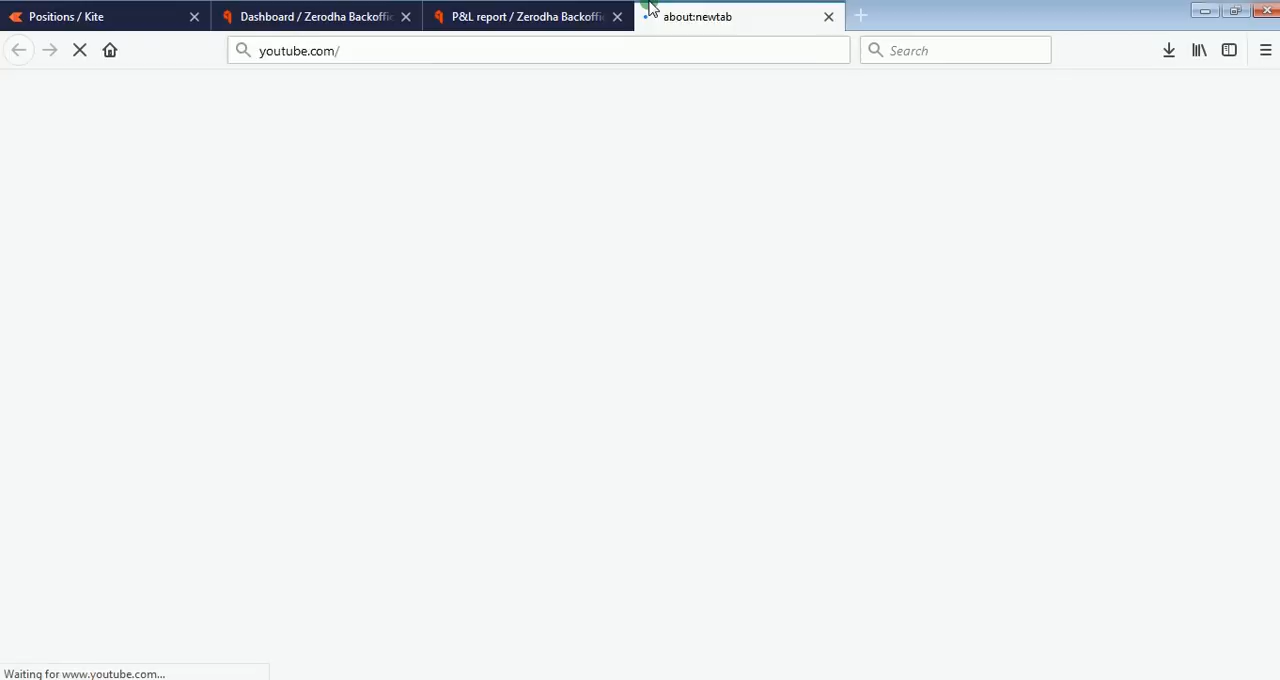 Positions / Kite
Dashboard / Zerodha Backoffic
P&L report / Zerodha Backoffic
about:newtab
youtube.com/
Search
Waiting for www.youtube.com...